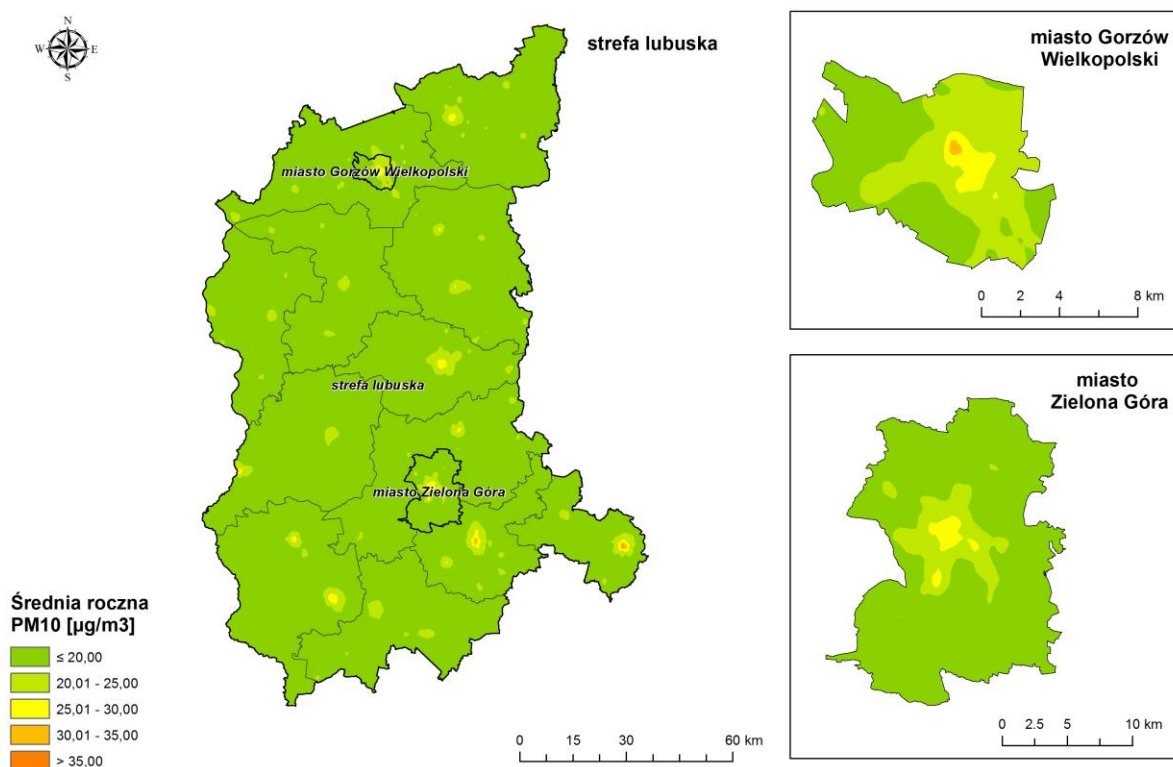 N
W E
S
strefa lubuska
miasto Gorzów Wielkopolski
strefa lubuska
miasto Zielona Góra
Średnia roczna
PM10 [µg/m3]
≤ 20,00
20,01 - 25,00
25,01 - 30,00
30,01 - 35,00
> 35,00
0 15 30 60 km
miasto Gorzów
Wielkopolski
0 2 4 8 km
miasto
Zielona Góra
0 2.5 5 10 km